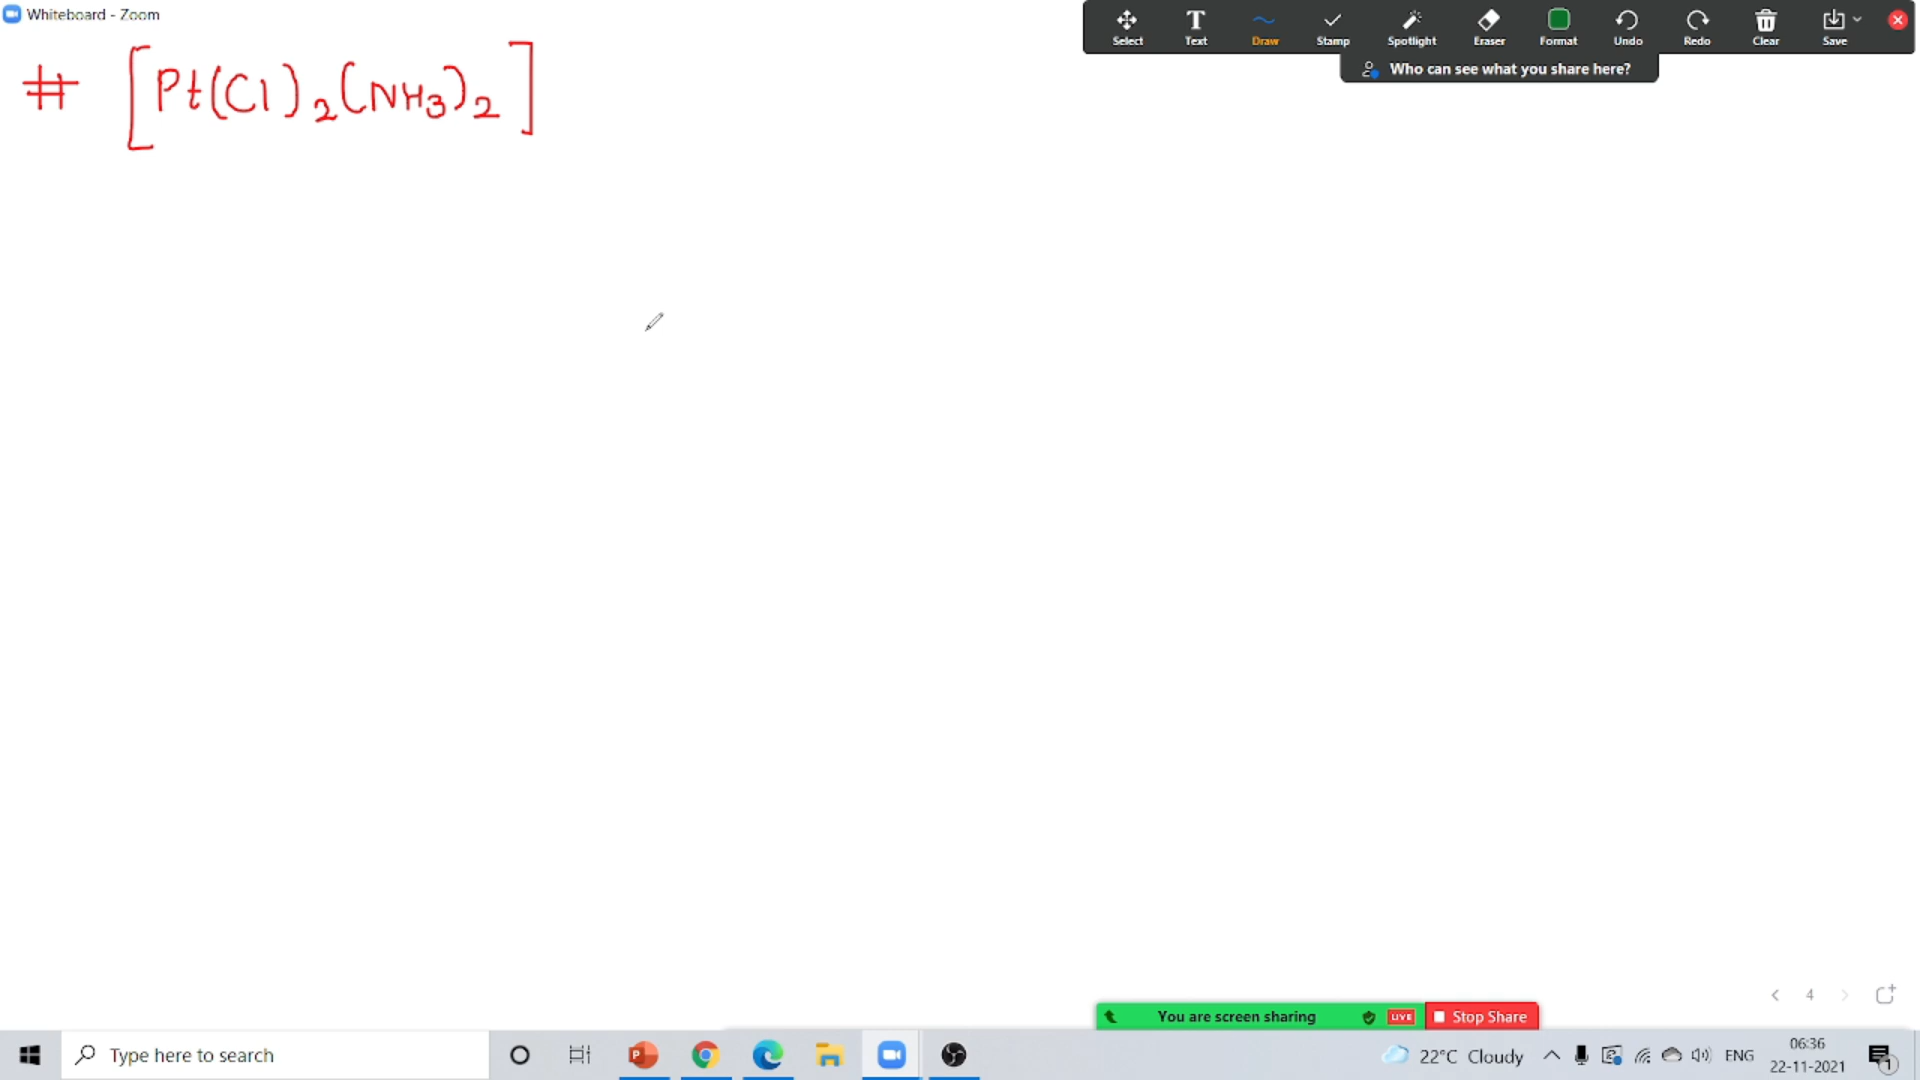 Whiteboard - Zoom
Select Text Draw Stamp Spotlight Eraser Format Undo Redo Clear Save
Who can see what you share here?
# [Pt(Cl)₂(NH₃)₂]
4
You are screen sharing LIVE Stop Share
Type here to search
22°C Cloudy ENG 06:36
22-11-2021
1